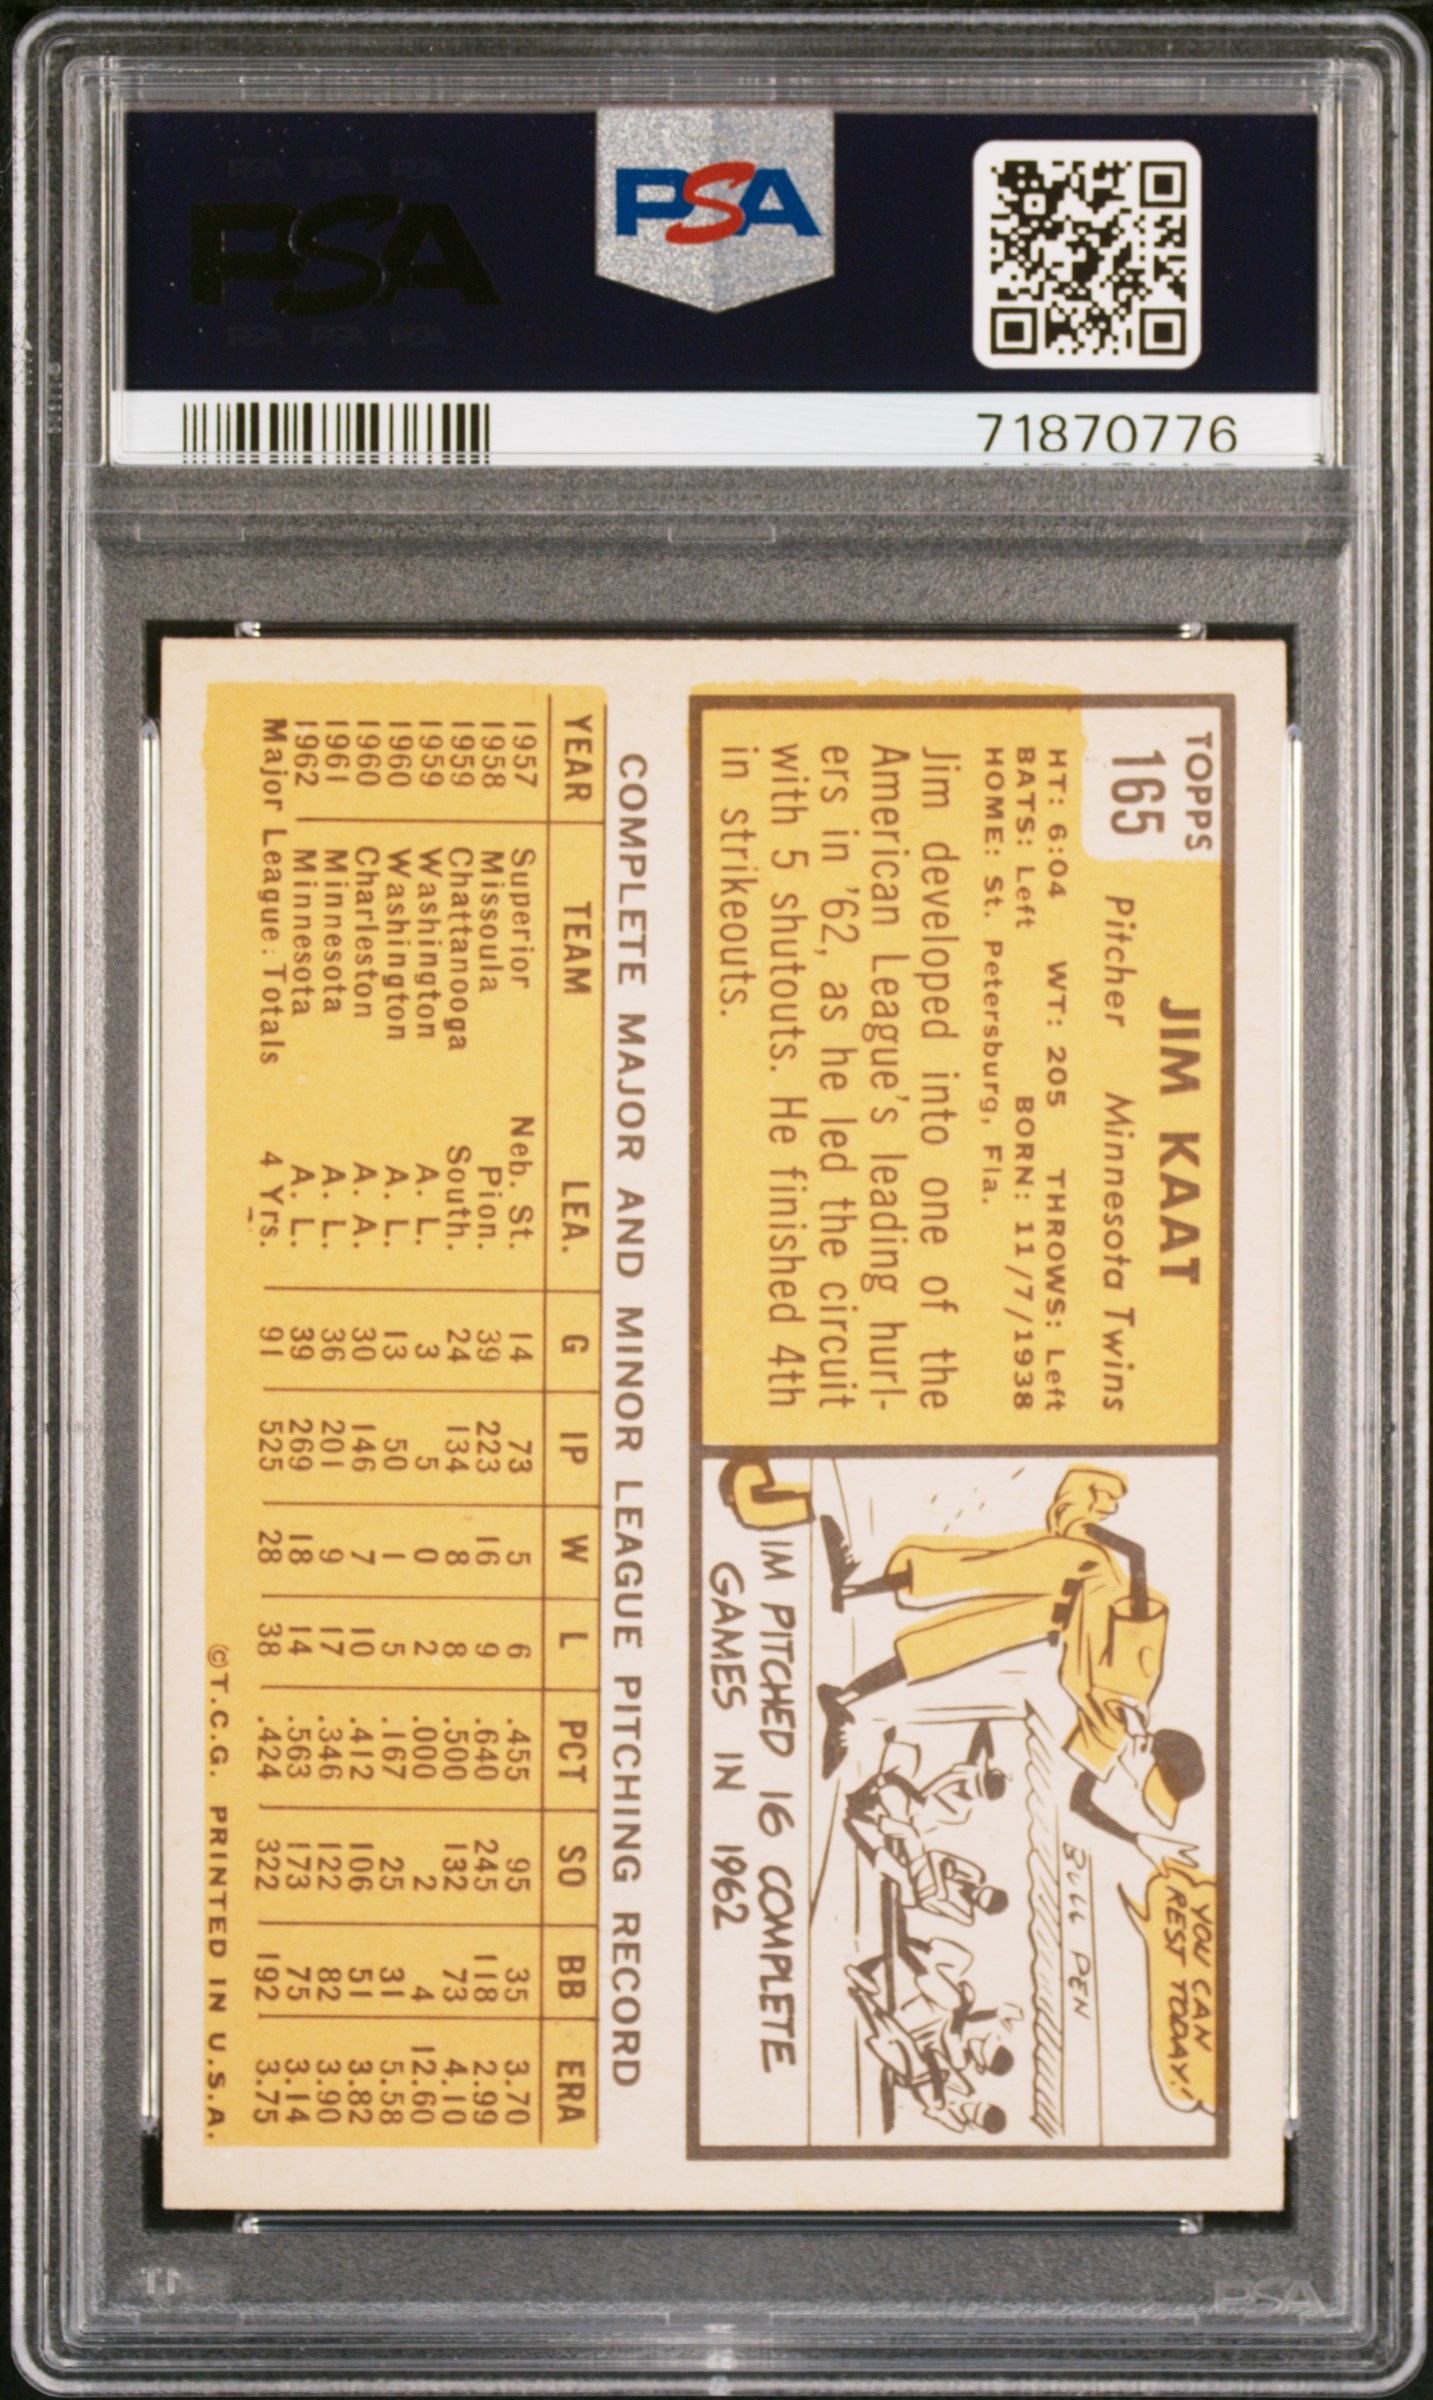 PSA
PSA PSA PSA
PSA
PSA PSA PSA
71870776
TOPPS
165
JIM KAAT
Pitcher Minnesota Twins
HT: 6:04 WT: 205 THROWS: Left
BATS: Left BORN: 11/7/1938
HOME: St. Petersburg, Fla.
Jim developed into one of the
American League's leading hurl-
ers in '62, as he led the circuit
with 5 shutouts. He finished 4th
in strikeouts.
YOU CAN
REST TODAY!
BULL PEN
JIM PITCHED 16 COMPLETE
GAMES IN 1962
COMPLETE MAJOR AND MINOR LEAGUE PITCHING RECORD
YEAR TEAM LEA. G IP W L PCT SO BB ERA
1957 Superior Neb. St. 14 73 5 6 .455 95 35 3.70
1958 Missoula Pion. 39 223 16 9 .640 245 118 2.99
1959 Chattanooga South. 24 134 8 8 .500 132 73 4.10
1959 Washington A. L. 3 5 0 2 .000 2 4 12.60
1960 Washington A. L. 13 50 1 5 .167 25 31 5.58
1960 Charleston A. A. 30 146 7 10 .412 106 51 3.82
1961 Minnesota A. L. 36 201 9 17 .346 122 82 3.90
1962 Minnesota A. L. 39 269 18 14 .563 173 75 3.14
Major League Totals 4 Yrs. 91 525 28 38 .424 322 192 3.75
©T.C.G. PRINTED IN U.S.A.
PSA